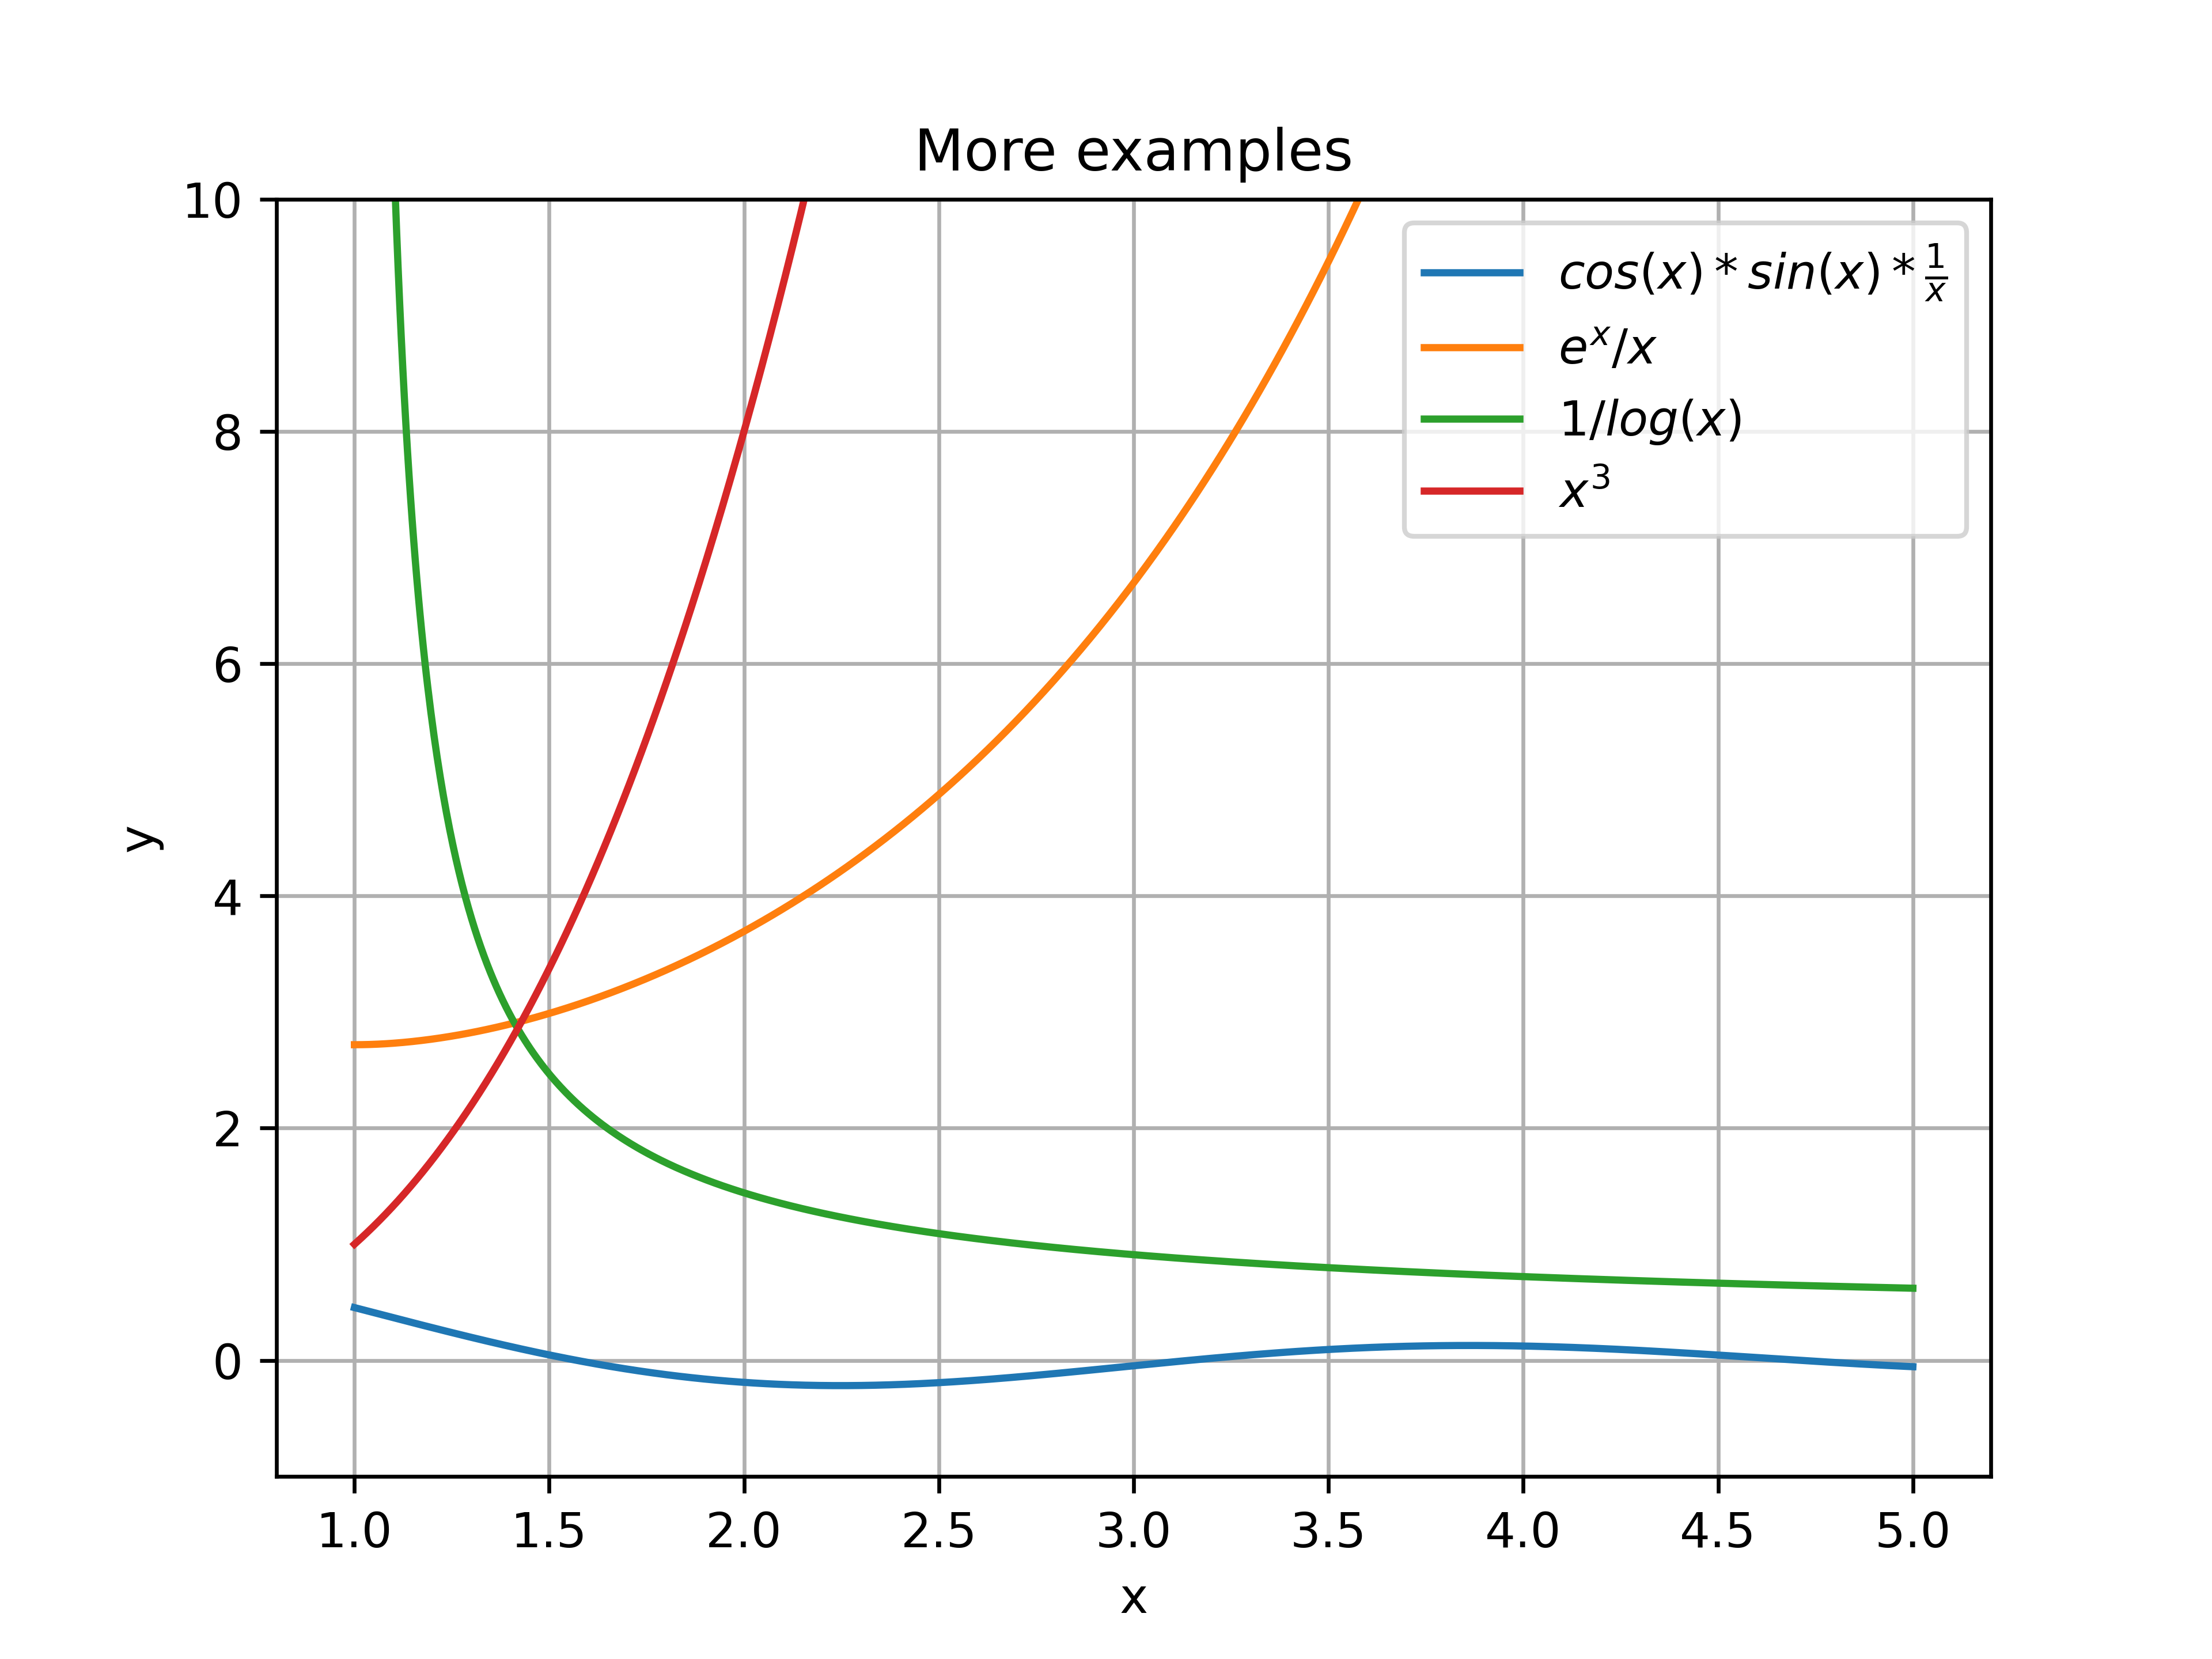 More examples
10
8
6
4
2
0
y
cos(x) * sin(x) * 1/x
e^x/x
1/log(x)
x^3
1.0 1.5 2.0 2.5 3.0 3.5 4.0 4.5 5.0
x